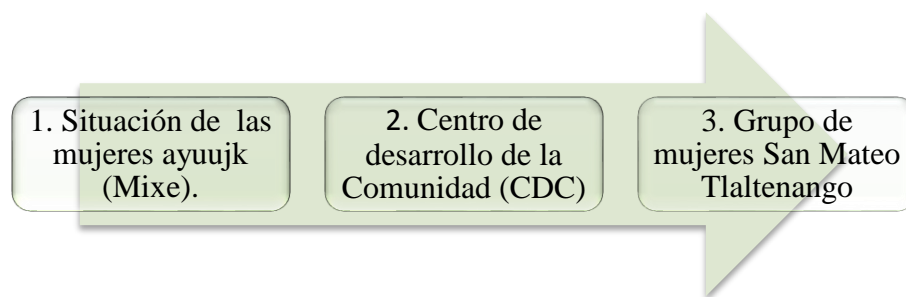 1. Situación de las
mujeres ayuujk
(Mixe).
2. Centro de
desarrollo de la
Comunidad (CDC)
3. Grupo de
mujeres San Mateo
Tlaltenango